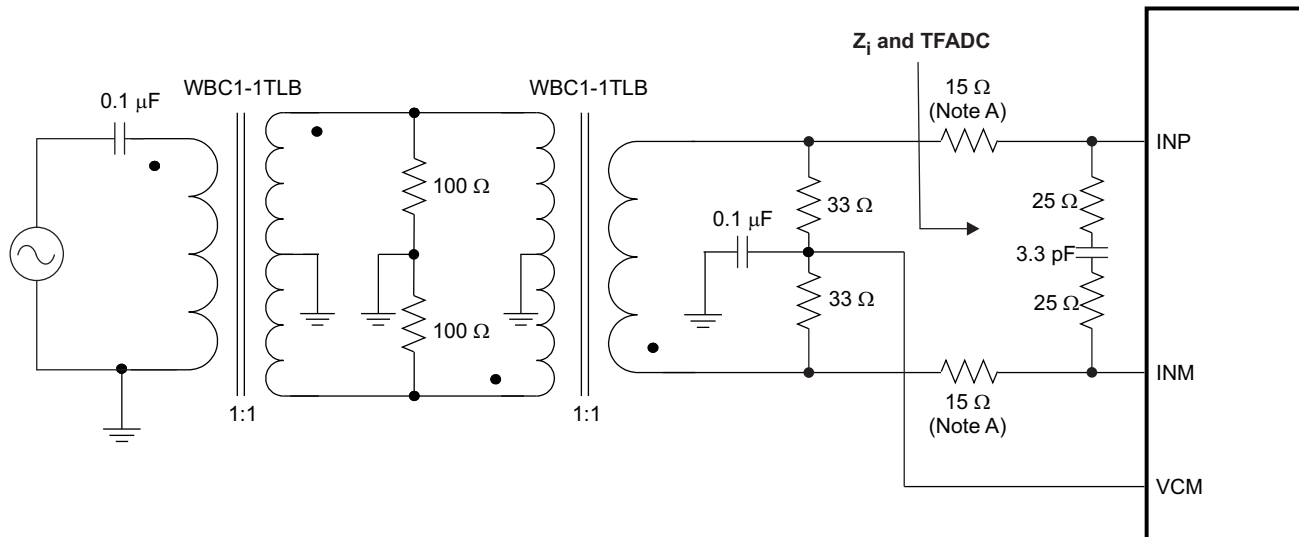 Zi and TFADC
WBC1-1TLB
WBC1-1TLB
0.1 μF
15 Ω
(Note A)
INP
100 Ω
33 Ω
25 Ω
0.1 μF
3.3 pF
100 Ω
33 Ω
25 Ω
INM
1:1
1:1
15 Ω
(Note A)
VCM